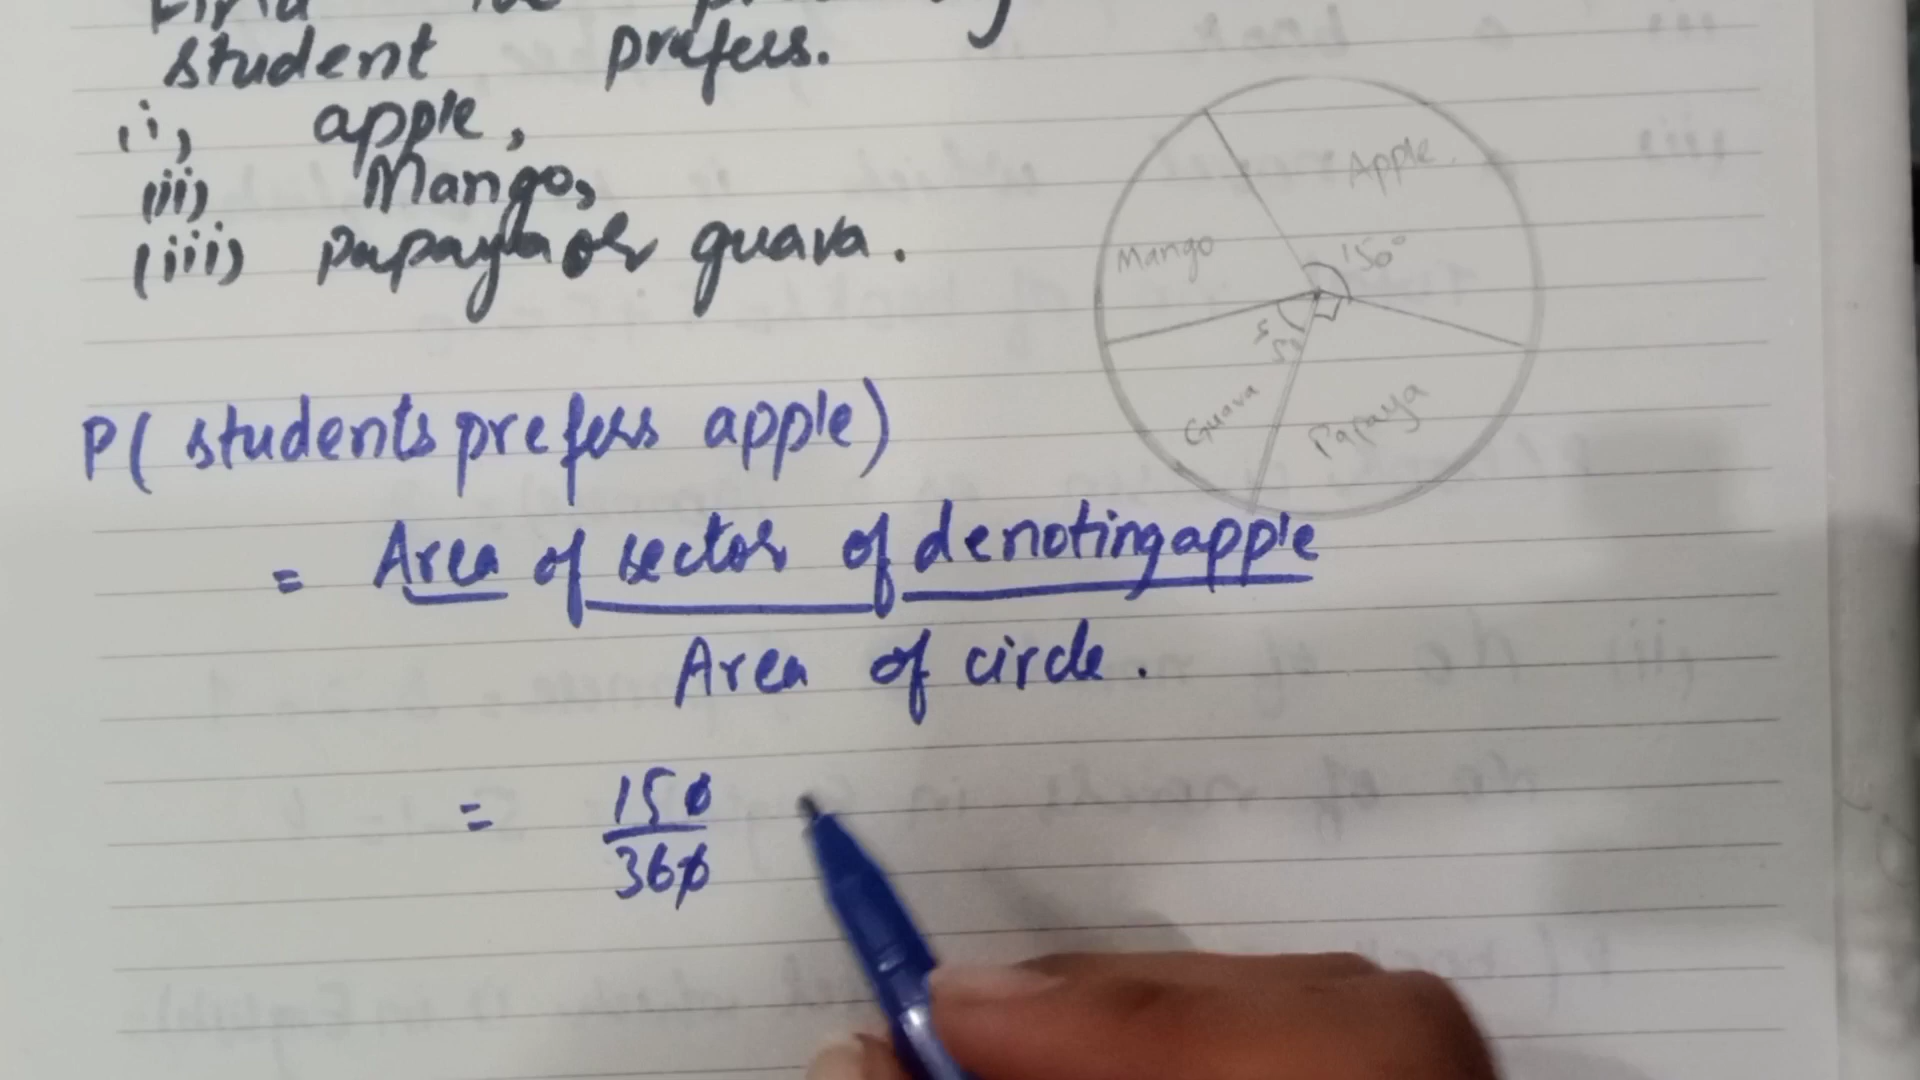 Find
student prefers.
(i) apple,
(ii) Mango,
(iii) Papaya or guava.
Apple.
Mango
150°
Guava
Papaya
P( students prefers apple)
= Area of sector of denoting apple
Area of circle.
= 150
360